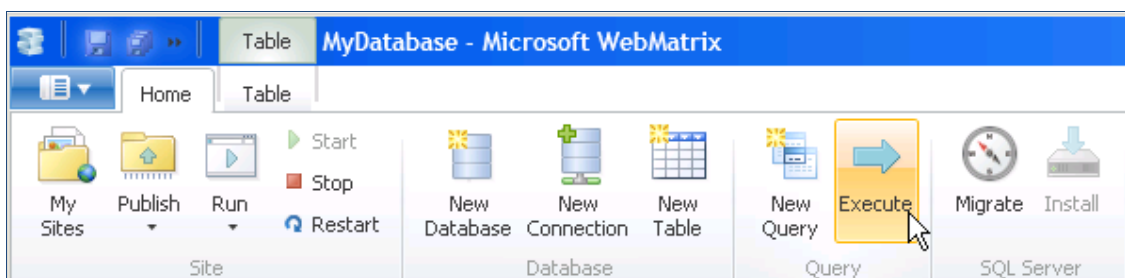 Table
MyDatabase - Microsoft WebMatrix
Home
Table
My
Sites
Publish
Run
Start
Stop
Restart
Site
New
Database
New
Connection
New
Table
Database
New
Query
Execute
Query
Migrate
Install
SQL Server